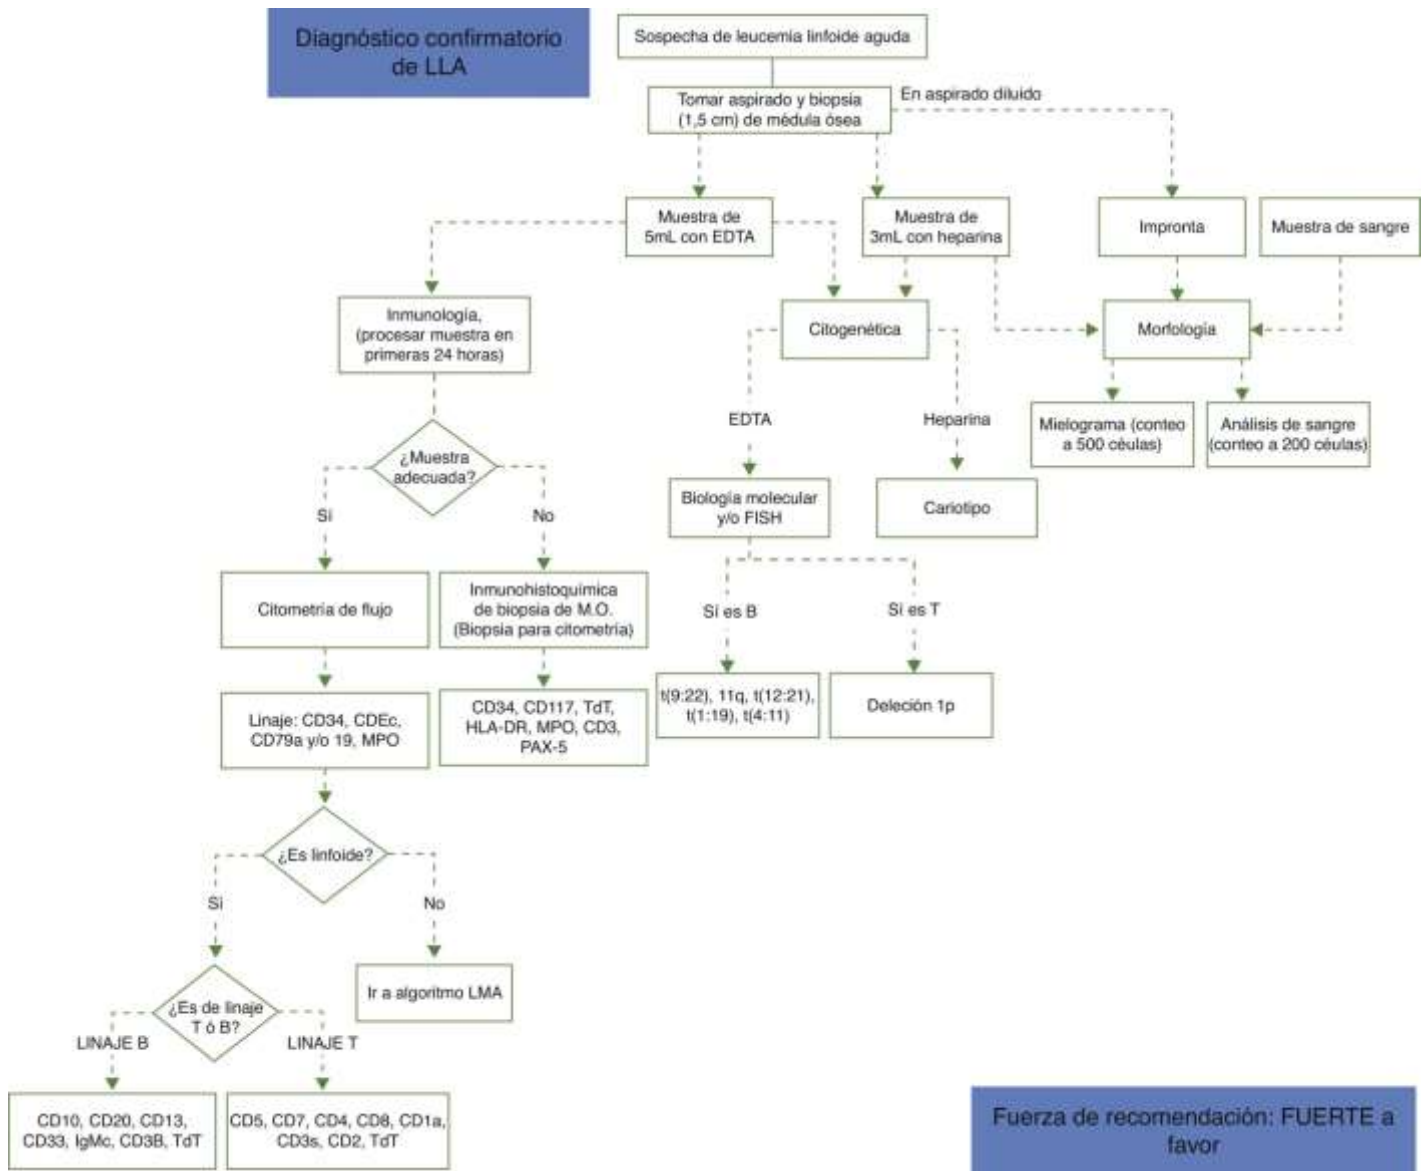 Diagnóstico confirmatorio
de LLA
Sospecha de leucemia linfoide aguda
Tomar aspirado y biopsia
(1,5 cm) de médula ósea
En aspirado diluido
Muestra de
5mL con EDTA
Muestra de
3mL con heparina
Impronta
Muestra de sangre
Inmunología,
(procesar muestra en
primeras 24 horas)
Citogenética
Morfología
EDTA
Heparina
Mielograma (conteo
a 500 céulas)
Análisis de sangre
(conteo a 200 céulas)
¿Muestra
adecuada?
Sí
No
Biología molecular
y/o FISH
Cariotipo
Citometría de flujo
Inmunohistoquímica
de biopsia de M.O.
(Biopsia para citometría)
Sí es B
Sí es T
Linaje: CD34, CDEc,
CD79a y/o 19, MPO
CD34, CD117, TdT,
HLA-DR, MPO, CD3,
PAX-5
t(9:22), 11q, t(12:21),
t(1:19), t(4:11)
Deleción 1p
¿Es linfoide?
Sí
No
¿Es de linaje
T ó B?
Ir a algoritmo LMA
LINAJE B
LINAJE T
CD10, CD20, CD13,
CD33, IgMc, CD3B, TdT
CD5, CD7, CD4, CD8, CD1a,
CD3s, CD2, TdT
Fuerza de recomendación: FUERTE a
favor